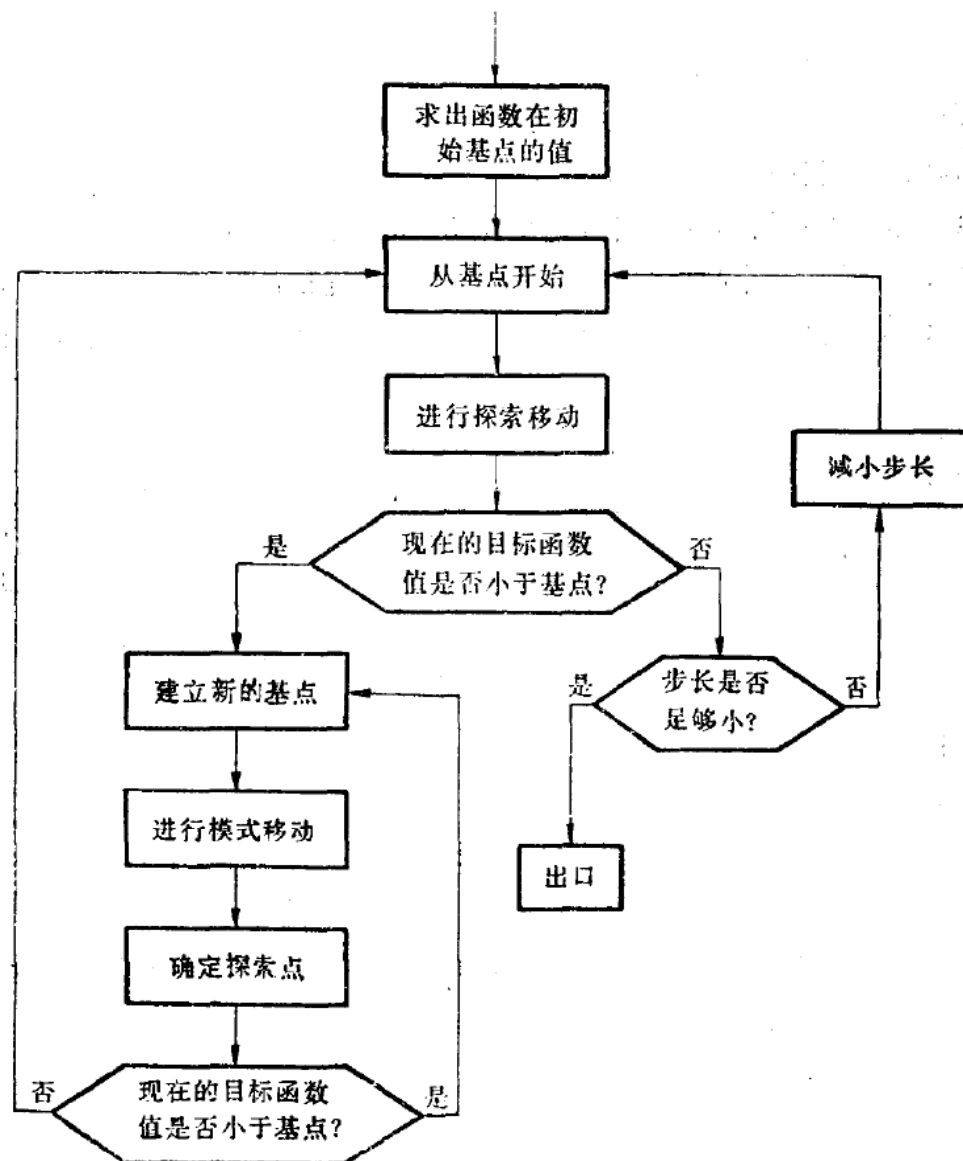 求出函数在初
始基点的值
从基点开始
进行探索移动
减小步长
现在的目标函数
值是否小于基点?
是
否
建立新的基点
步长是否
足够小?
是
否
进行模式移动
出口
确定探索点
现在的目标函数
值是否小于基点?
否
是